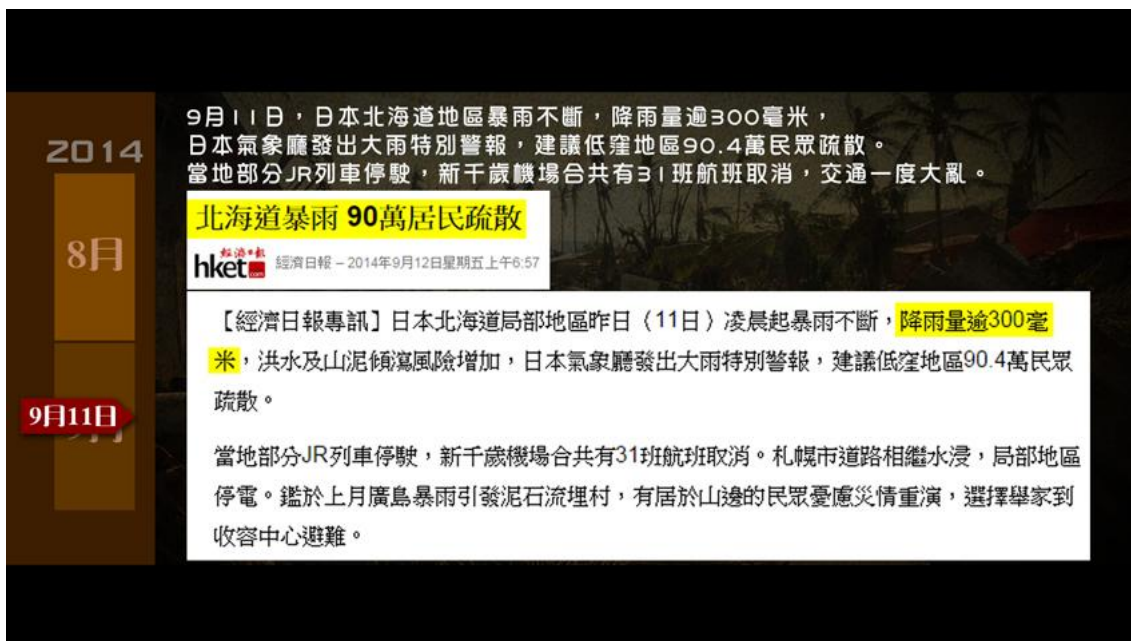 9月11日，日本北海道地區暴雨不斷，降雨量逾300毫米，
日本氣象廳發出大雨特別警報，建議低窪地區90.4萬民眾疏散。
當地部分JR列車停駛，新千歲機場合共有31班航班取消，交通一度大亂。
2014
8月
9月11日
北海道暴雨 90萬居民疏散
經濟日報
hket.com
經濟日報 – 2014年9月12日星期五上午6:57
【經濟日報專訊】日本北海道局部地區昨日（11日）凌晨起暴雨不斷，降雨量逾300毫
米，洪水及山泥傾瀉風險增加，日本氣象廳發出大雨特別警報，建議低窪地區90.4萬民眾
疏散。
當地部分JR列車停駛，新千歲機場合共有31班航班取消。札幌市道路相繼水浸，局部地區
停電。鑑於上月廣島暴雨引發泥石流埋村，有居於山邊的民眾憂慮災情重演，選擇舉家到
收容中心避難。